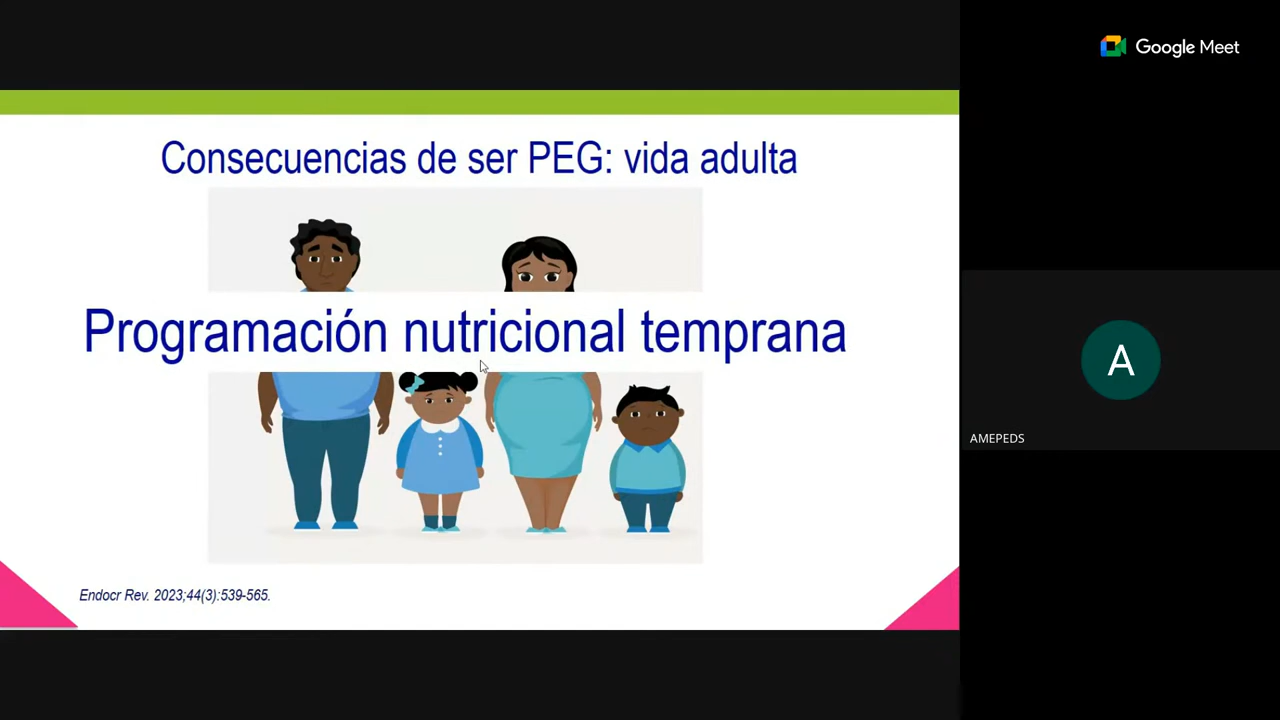 Google Meet
Consecuencias de ser PEG: vida adulta
Programación nutricional temprana
Endocr Rev. 2023;44(3):539-565.
A
AMEPEDS